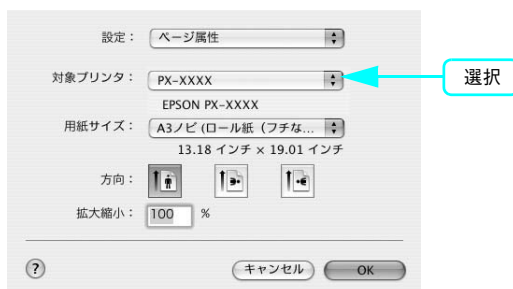 設定： ページ属性
対象プリンタ： PX-XXXX
選択
EPSON PX-XXXX
用紙サイズ： A3ノビ (ロール紙（フチな...
13.18 インチ × 19.01 インチ
方向：
拡大縮小： 100 %
? キャンセル OK